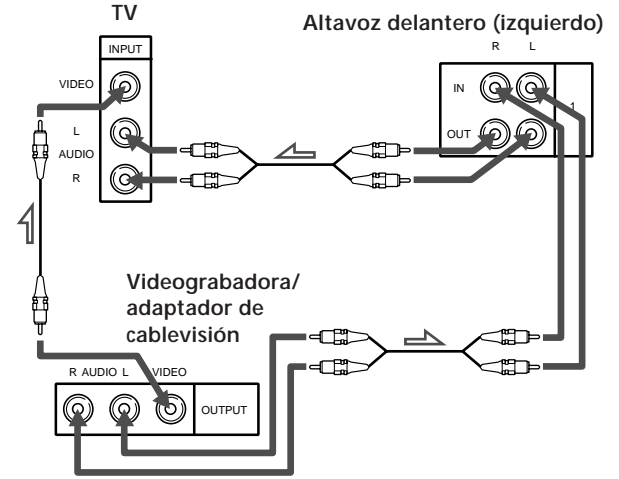 TV
Altavoz delantero (izquierdo)
INPUT
R L
VIDEO
IN
1
L
OUT
AUDIO
R
Videograbadora/
adaptador de
cablevisión
R AUDIO L VIDEO
OUTPUT